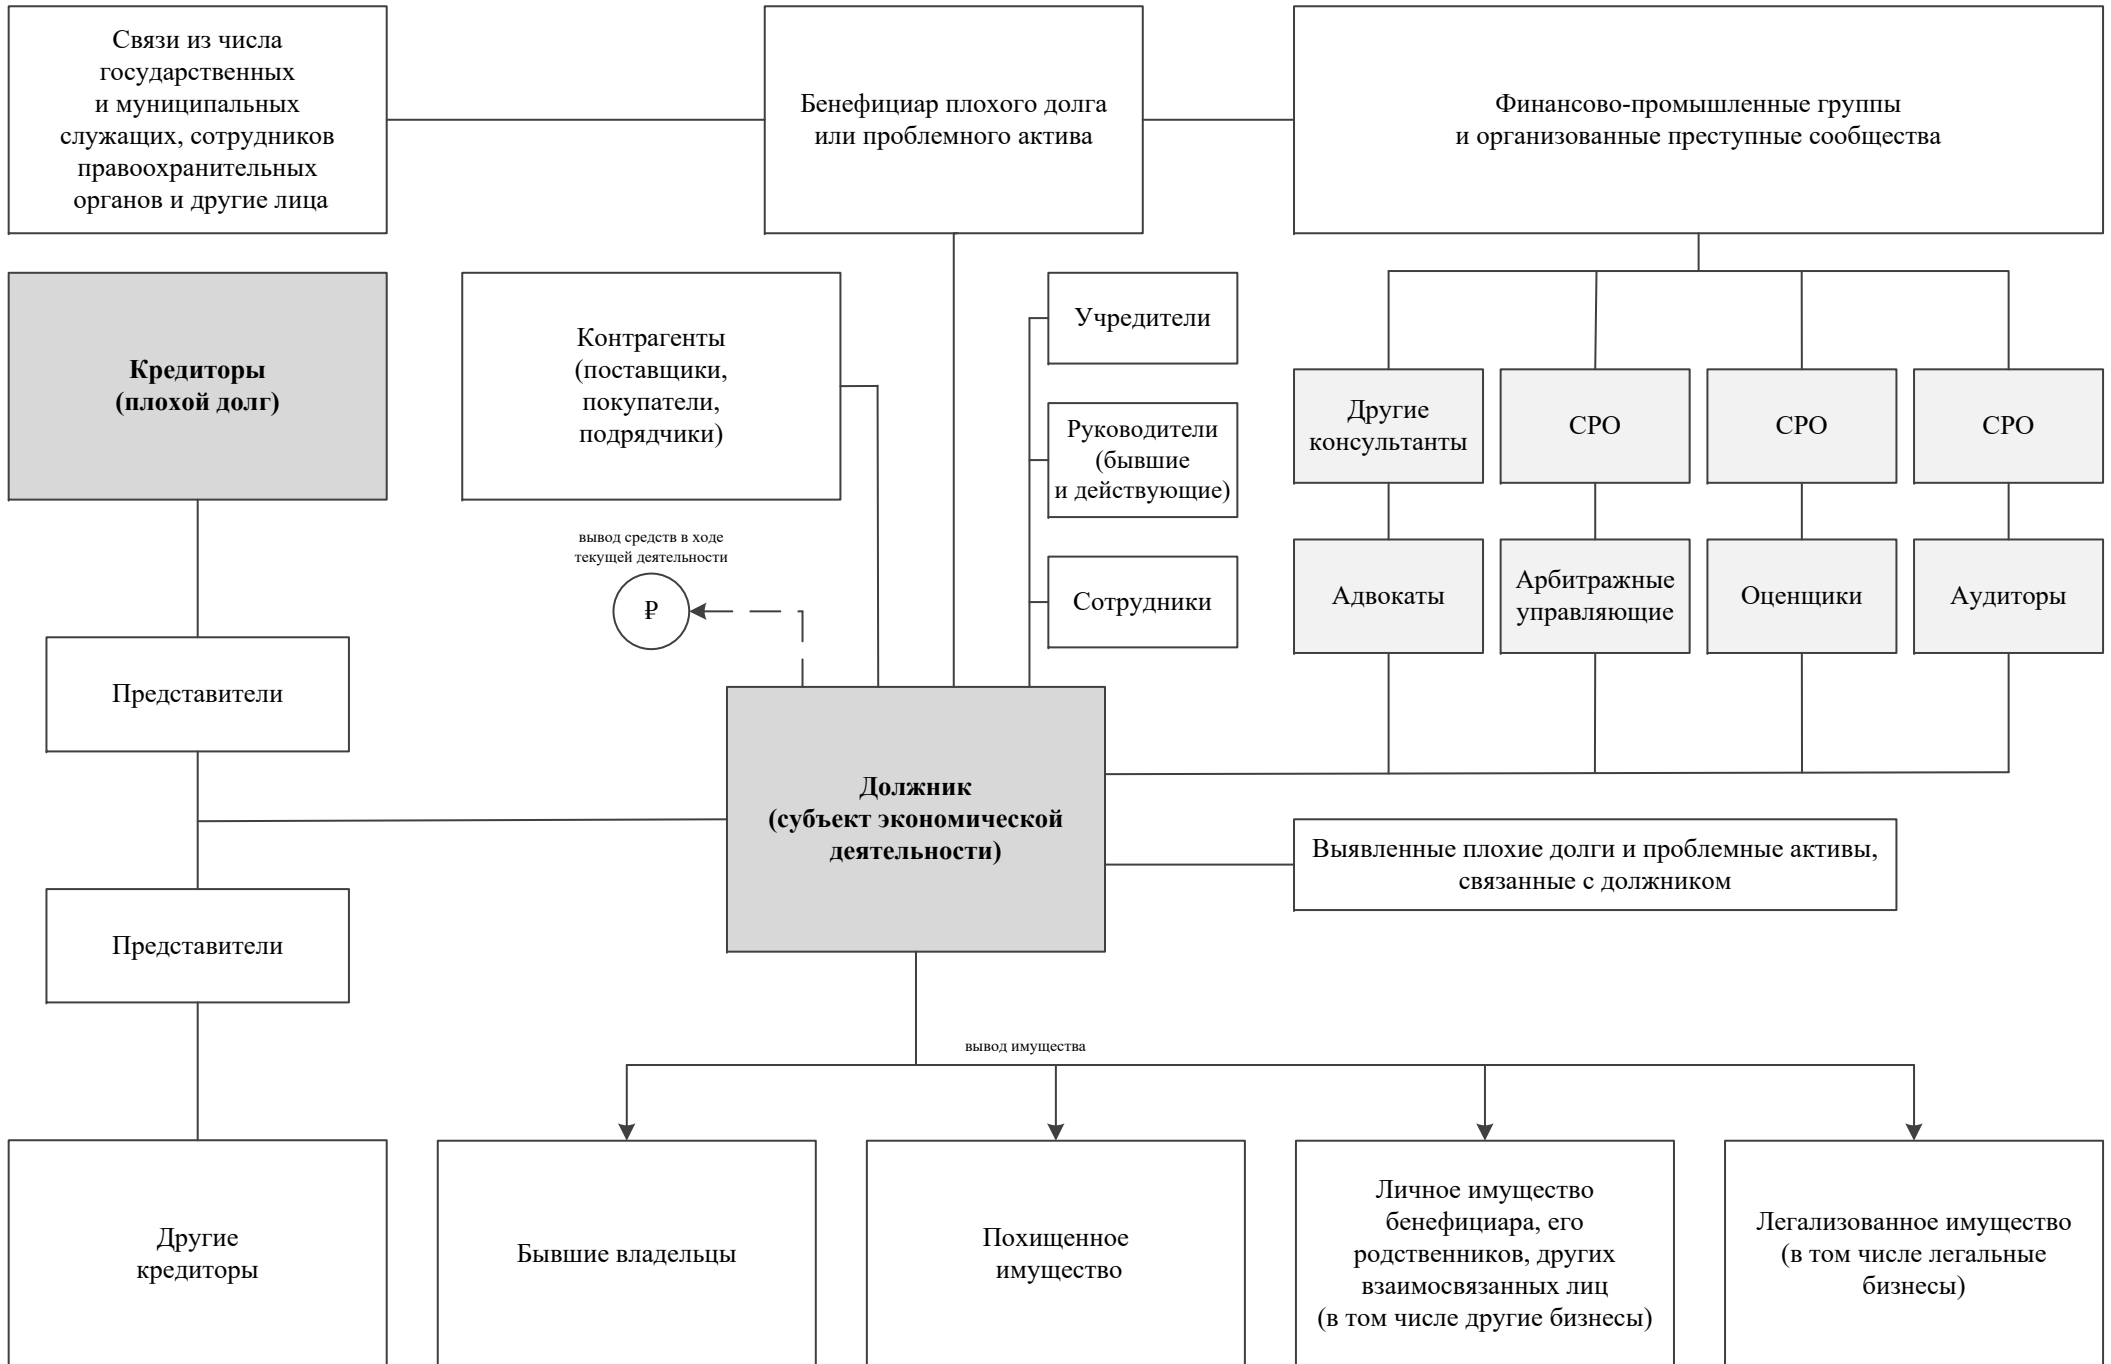 Связи из числа
государственных
и муниципальных
служащих, сотрудников
правоохранительных
органов и другие лица
Бенефициар плохого долга
или проблемного актива
Финансово-промышленные группы
и организованные преступные сообщества
Кредиторы
(плохой долг)
Контрагенты
(поставщики,
покупатели,
подрядчики)
Учредители
Руководители
(бывшие
и действующие)
Сотрудники
Другие
консультанты
СРО
СРО
СРО
Адвокаты
Арбитражные
управляющие
Оценщики
Аудиторы
вывод средств в ходе
текущей деятельности
₽
Представители
Должник
(субъект экономической
деятельности)
Выявленные плохие долги и проблемные активы,
связанные с должником
Представители
вывод имущества
Другие
кредиторы
Бывшие владельцы
Похищенное
имущество
Личное имущество
бенефициара, его
родственников, других
взаимосвязанных лиц
(в том числе другие бизнесы)
Легализованное имущество
(в том числе легальные
бизнесы)